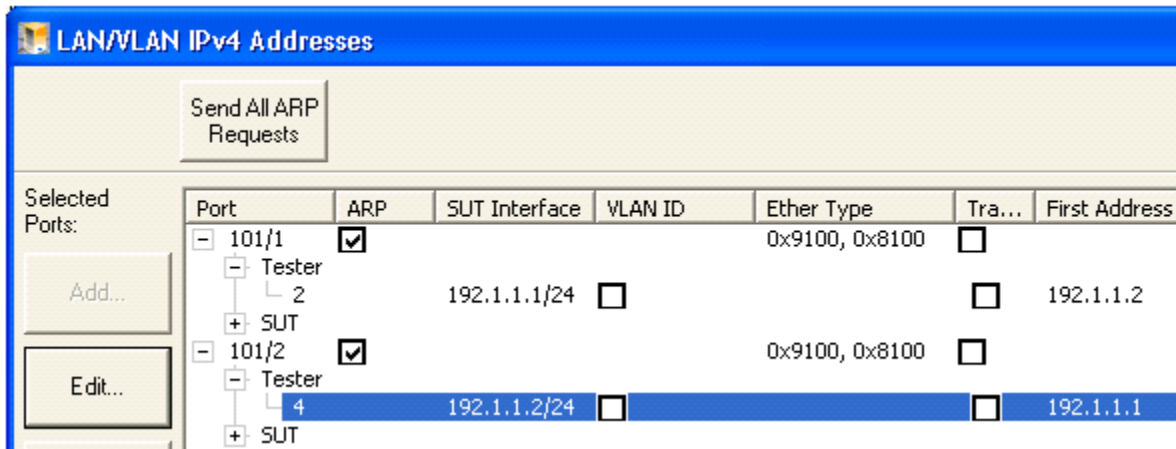 LAN/VLAN IPv4 Addresses
Send All ARP
Requests
Selected
Ports:
Port ARP SUT Interface VLAN ID Ether Type Tra... First Address
101/1 0x9100, 0x8100
Tester
Add...
2 192.1.1.1/24 192.1.1.2
SUT
101/2 0x9100, 0x8100
Edit...
Tester
4 192.1.1.2/24 192.1.1.1
SUT